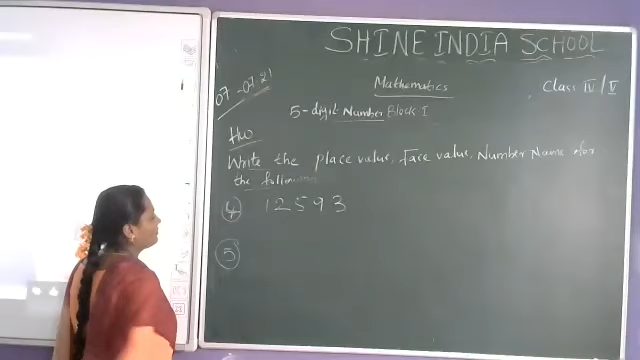 SHINE INDIA SCHOOL
07-07-21
Mathematics
Class IV / V
5-digit Number Block-I
HW
Write the place value, Face value, Number Name for
the following
4 12593
5